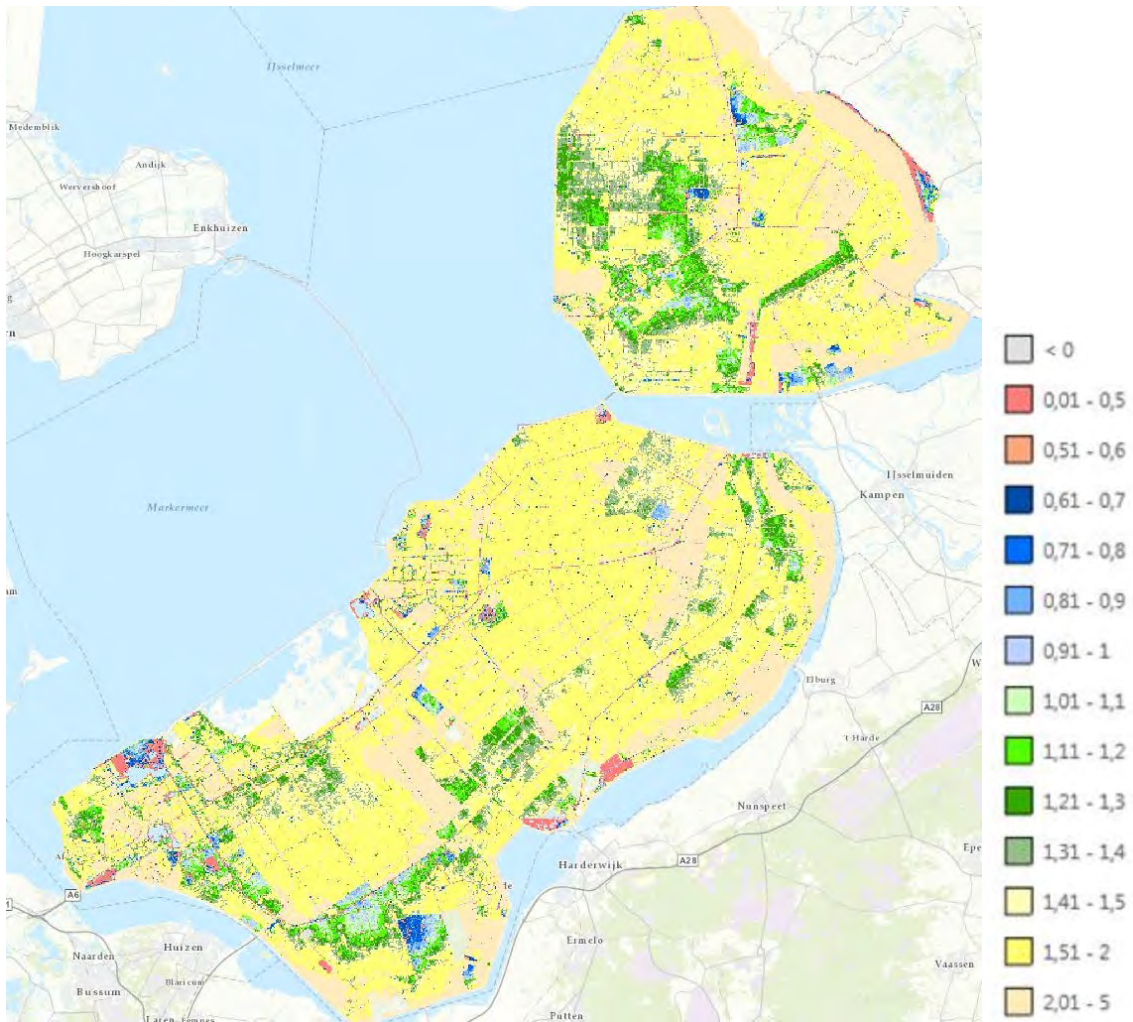 IJsselmeer
Medemblik
Andijk
Wervershoof
Enkhuizen
Hoogkarspel
Markermeer
IJsselmuiden
Kampen
Elburg
A28
't Harde
Nunspeet
Harderwijk
A28
A6
Huizen
Naarden
Blaricum
Bussum
Ermelo
Vaassen
Putten
< 0
0,01 - 0,5
0,51 - 0,6
0,61 - 0,7
0,71 - 0,8
0,81 - 0,9
0,91 - 1
1,01 - 1,1
1,11 - 1,2
1,21 - 1,3
1,31 - 1,4
1,41 - 1,5
1,51 - 2
2,01 - 5